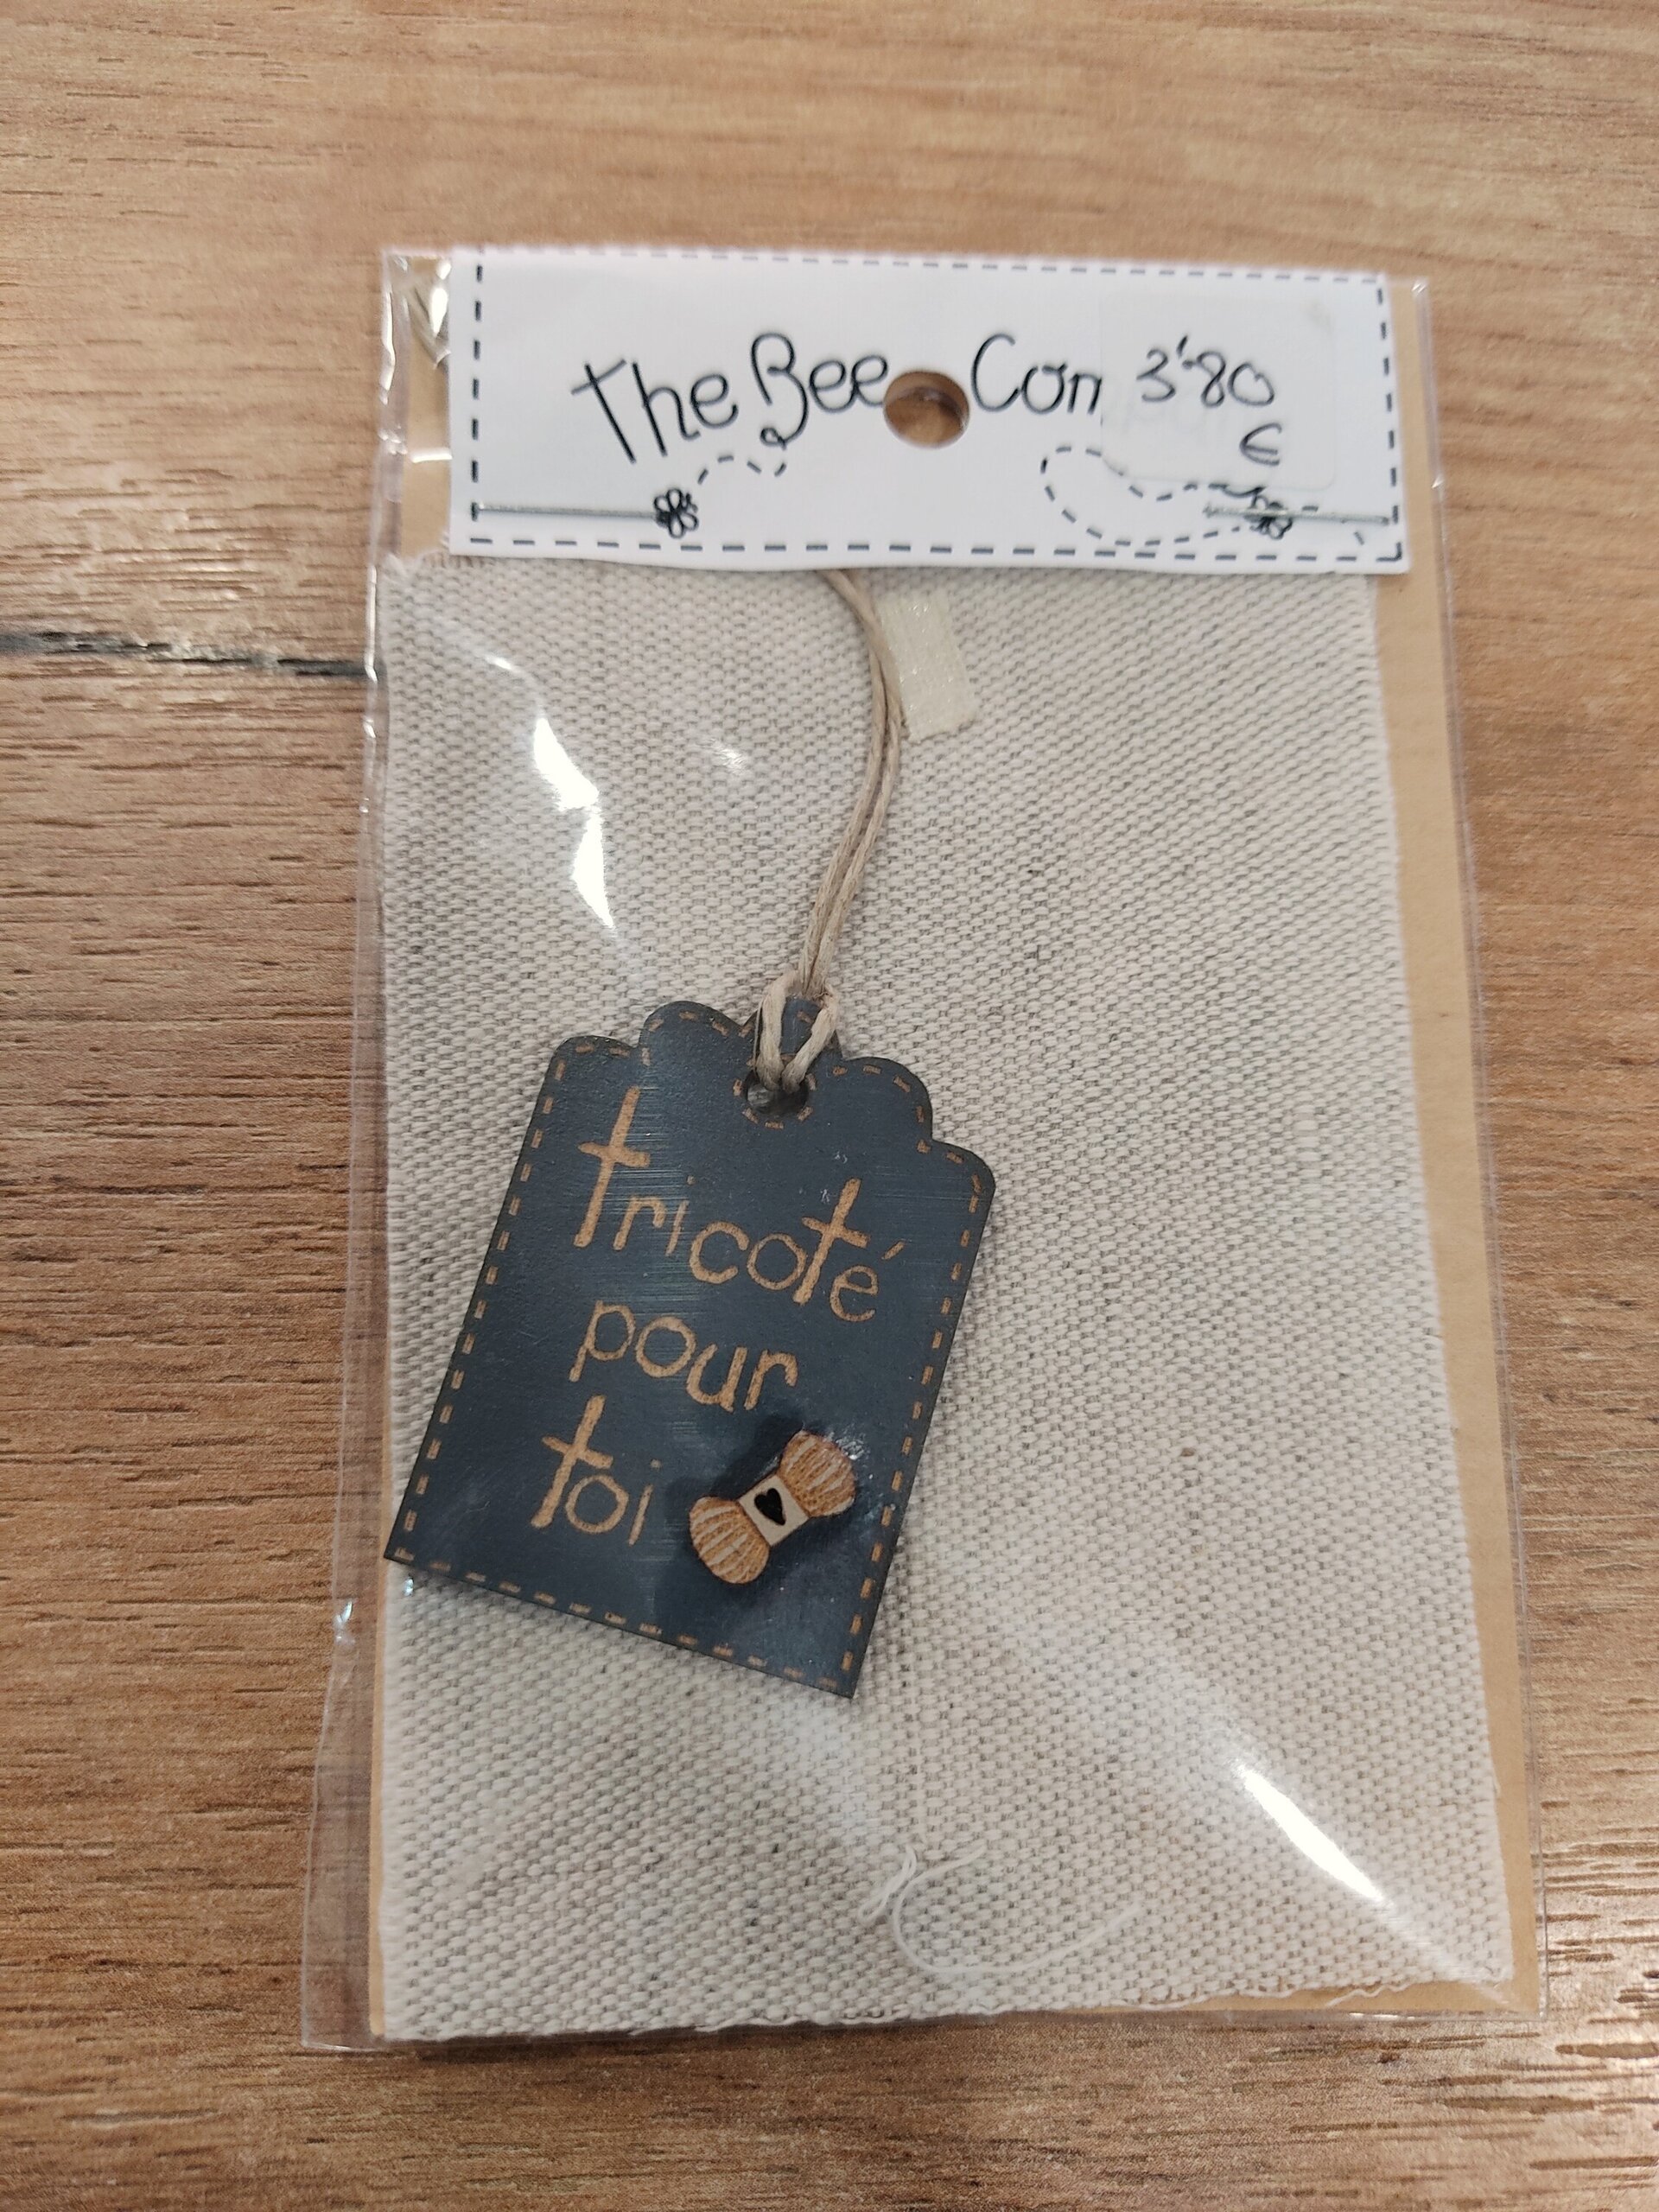 The Bee Com
3'80
€
tricoté
pour
toi